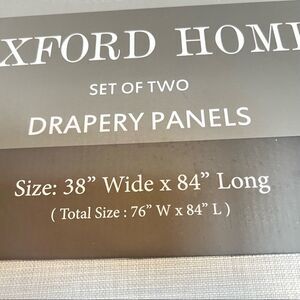 XFORD HOM
SET OF TWO
DRAPERY PANELS
Size: 38” Wide x 84” Long
( Total Size : 76” W x 84” L )